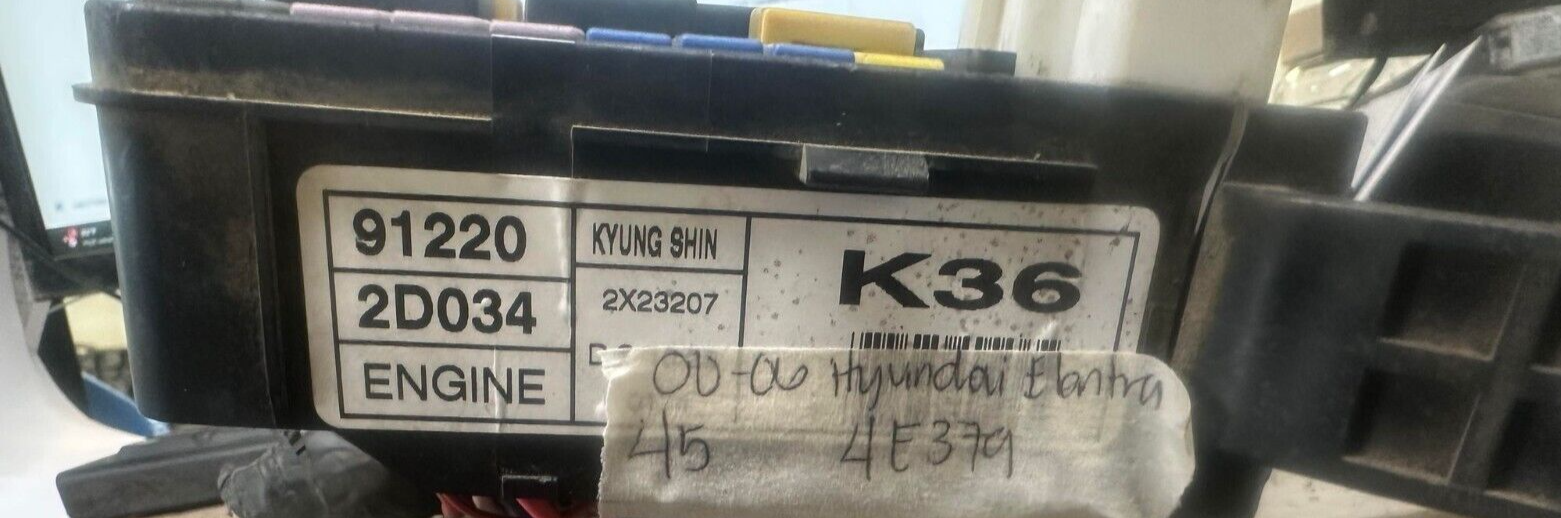 91220
2D034
ENGINE
KYUNG SHIN
2X23207
K36
00-06 Hyundai Elantra
45 4E379